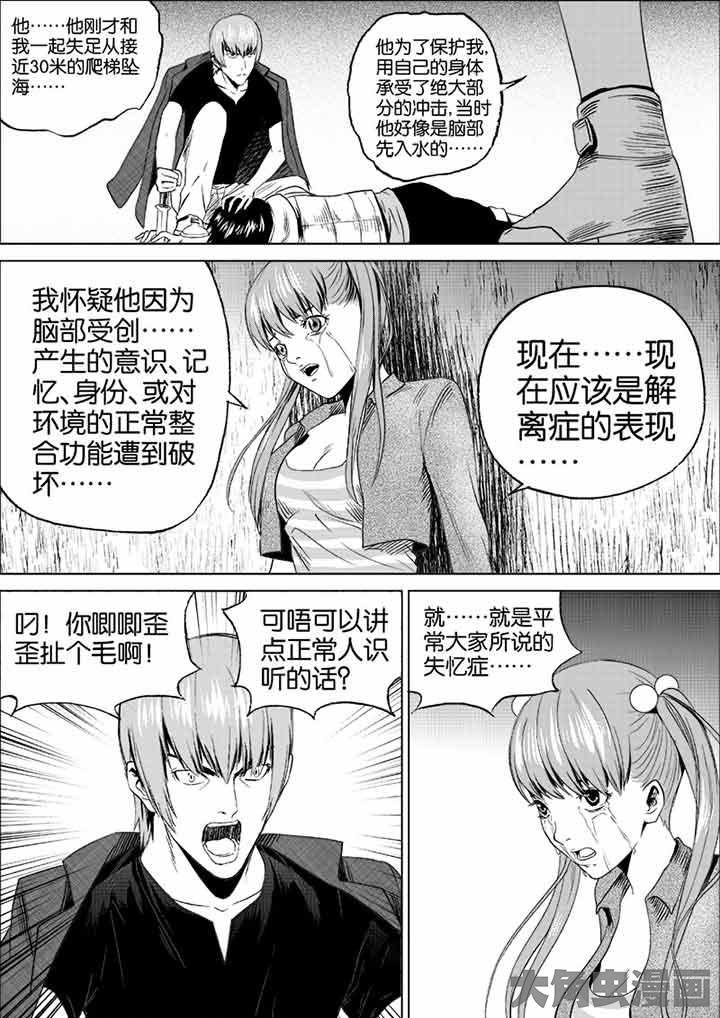 他……他刚才和
我一起失足从接
近30米的爬梯坠
海……
他为了保护我,
用自己的身体
承受了绝大部
分的冲击,当时
他好像是脑部
先入水的……
我怀疑他因为
脑部受创……
产生的意识、记
忆、身份、或对
环境的正常整
合功能遭到破
坏……
现在……现
在应该是解
离症的表现
……
叼！你唧唧歪
歪扯个毛啊！
可唔可以讲
点正常人识
听的话？
就……就是平
常大家所说的
失忆症……
大角虫漫画